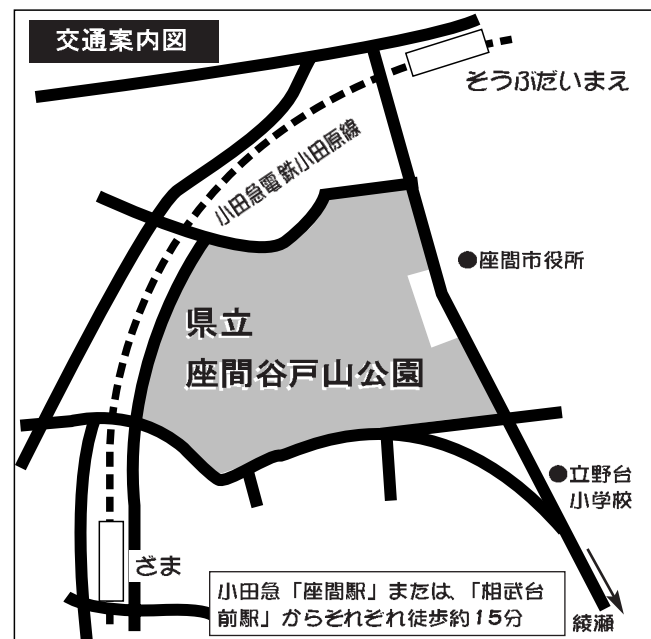 交通案内図
そうぶだいまえ
小田急電鉄小田原線
●座間市役所
県立
座間谷戸山公園
●立野台
小学校
ざま
小田急「座間駅」または、「相武台
前駅」からそれぞれ徒歩約15分
綾瀬